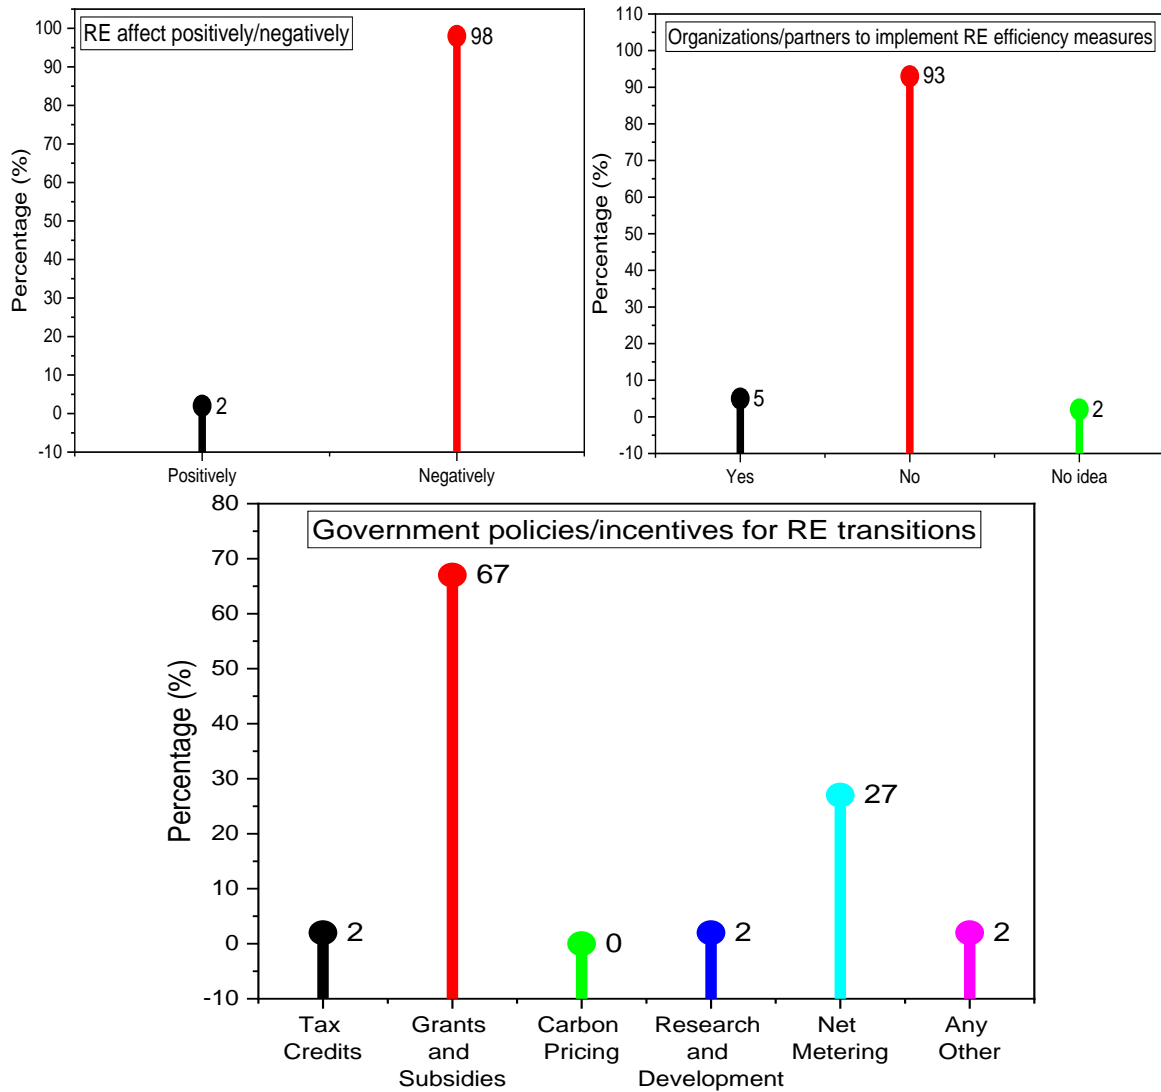 RE affect positively/negatively
Percentage (%)
100
90
80
70
60
50
40
30
20
10
0
-10
2
98
Positively
Negatively
Organizations/partners to implement RE efficiency measures
Percentage (%)
110
100
90
80
70
60
50
40
30
20
10
0
-10
5
93
2
Yes
No
No idea
Government policies/incentives for RE transitions
Percentage (%)
80
70
60
50
40
30
20
10
0
-10
2
67
0
2
27
2
Tax
Credits
Grants
and
Subsidies
Carbon
Pricing
Research
and
Development
Net
Metering
Any
Other